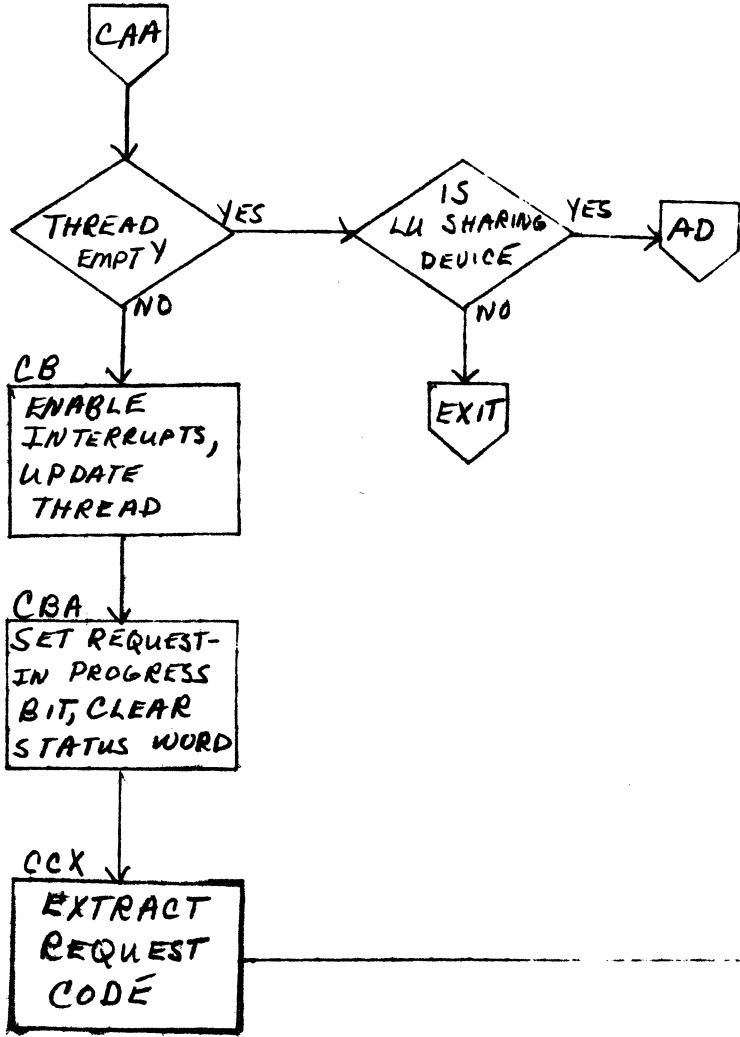 CAA
THREAD
EMPTY
YES
IS
LU SHARING
DEVICE
YES
AD
NO
NO
CB
ENABLE
INTERRUPTS,
UPDATE
THREAD
EXIT
CBA
SET REQUEST-
IN PROGRESS
BIT, CLEAR
STATUS WORD
CCX
EXTRACT
REQUEST
CODE